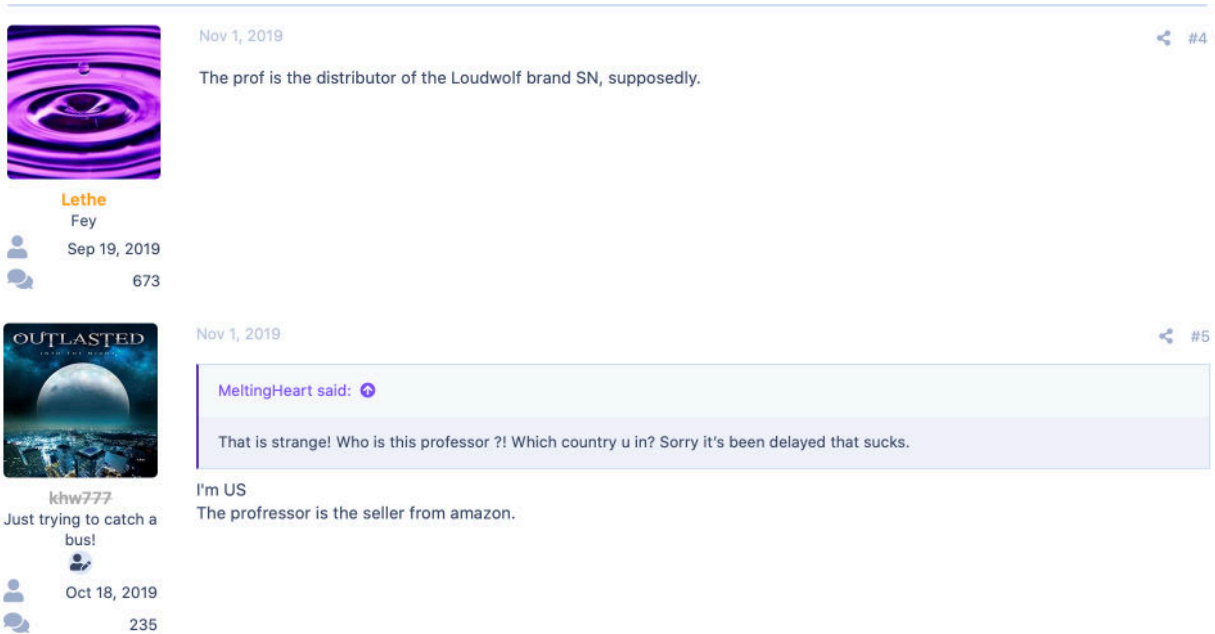 Nov 1, 2019
#4
The prof is the distributor of the Loudwolf brand SN, supposedly.
Lethe
Fey
Sep 19, 2019
673
OUTLASTED
INTO THE NIGHT
Nov 1, 2019
#5
MeltingHeart said:
That is strange! Who is this professor ?! Which country u in? Sorry it's been delayed that sucks.
I'm US
The profressor is the seller from amazon.
khw777
Just trying to catch a
bus!
Oct 18, 2019
235